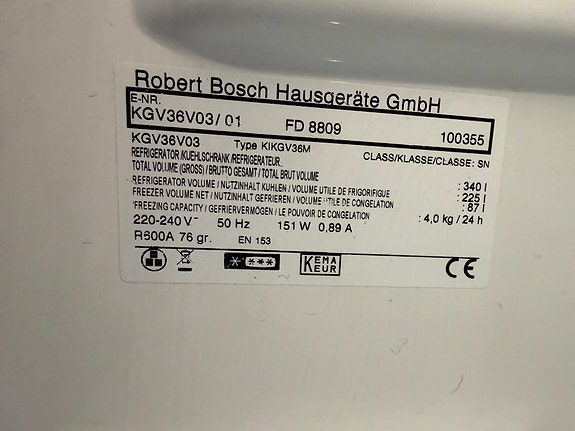 Robert Bosch Hausgeräte GmbH
E-NR.
KGV36V03/01 FD 8809 100355
KGV36V03 Type KIKGV36M CLASS/KLASSE/CLASSE: SN
REFRIGERATOR/KUEHLSCHRANK/REFRIGERATEUR
TOTAL VOLUME (GROSS)/BRUTTO GESAMT/TOTAL BRUT VOLUME : 340 l
REFRIGERATOR VOLUME / NUTZINHALT KUHLEN/ VOLUME UTILE DE FRIGORIFIGUE : 225 l
FREEZER VOLUME NET / NUTZINHALT GEFRIEREN/ VOLUME UTILE DE CONGELATION : 87 l
FREEZING CAPACITY / GEFRIERVERMÖGEN / LE POUVOIR DE CONGELATION : 4,0 kg / 24 h
220-240 V~ 50 Hz 151 W 0,89 A
R600A 76 gr. EN 153
KEMA
KEUR
CE